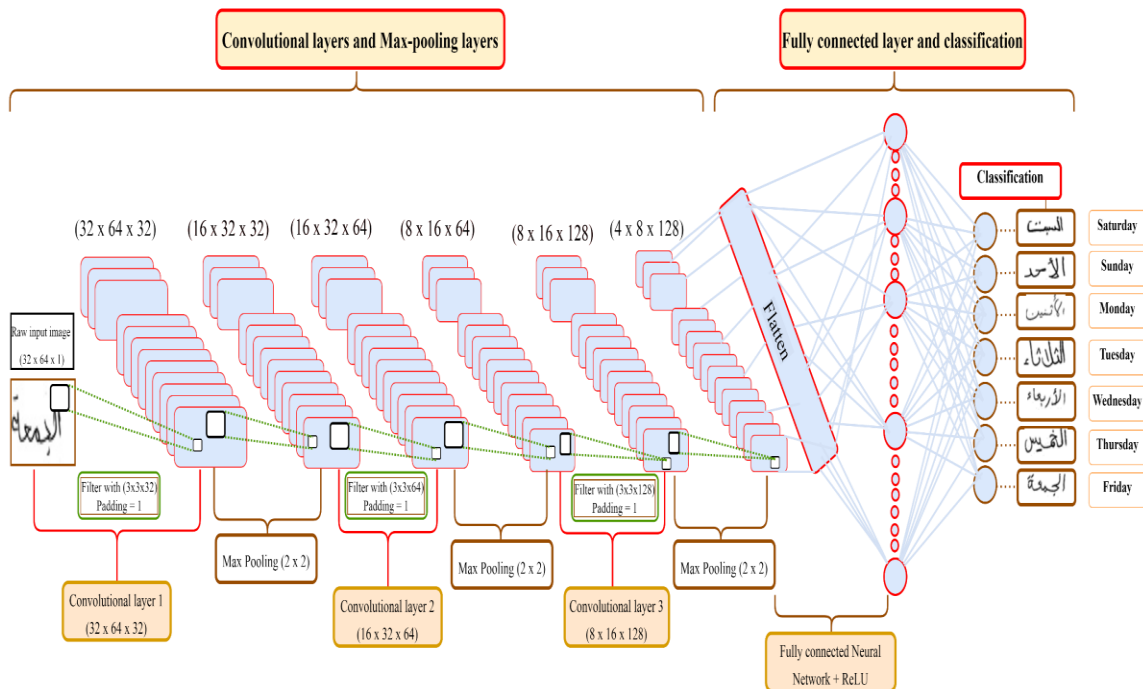 Convolutional layers and Max-pooling layers
Fully connected layer and classification
(32 x 64 x 32)
(16 x 32 x 32)
(16 x 32 x 64)
(8 x 16 x 64)
(8 x 16 x 128)
(4 x 8 x 128)
Raw input image
(32 x 64 x 1)
الجمعة
Filter with (3x3x32)
Padding = 1
Filter with (3x3x64)
Padding = 1
Filter with (3x3x128)
Padding = 1
Max Pooling (2 x 2)
Max Pooling (2 x 2)
Max Pooling (2 x 2)
Convolutional layer 1
(32 x 64 x 32)
Convolutional layer 2
(16 x 32 x 64)
Convolutional layer 3
(8 x 16 x 128)
Flatten
Fully connected Neural
Network + ReLU
Classification
السبت
Saturday
الأحد
Sunday
الأثنين
Monday
الثلاثاء
Tuesday
الأربعاء
Wednesday
الخميس
Thursday
الجمعة
Friday